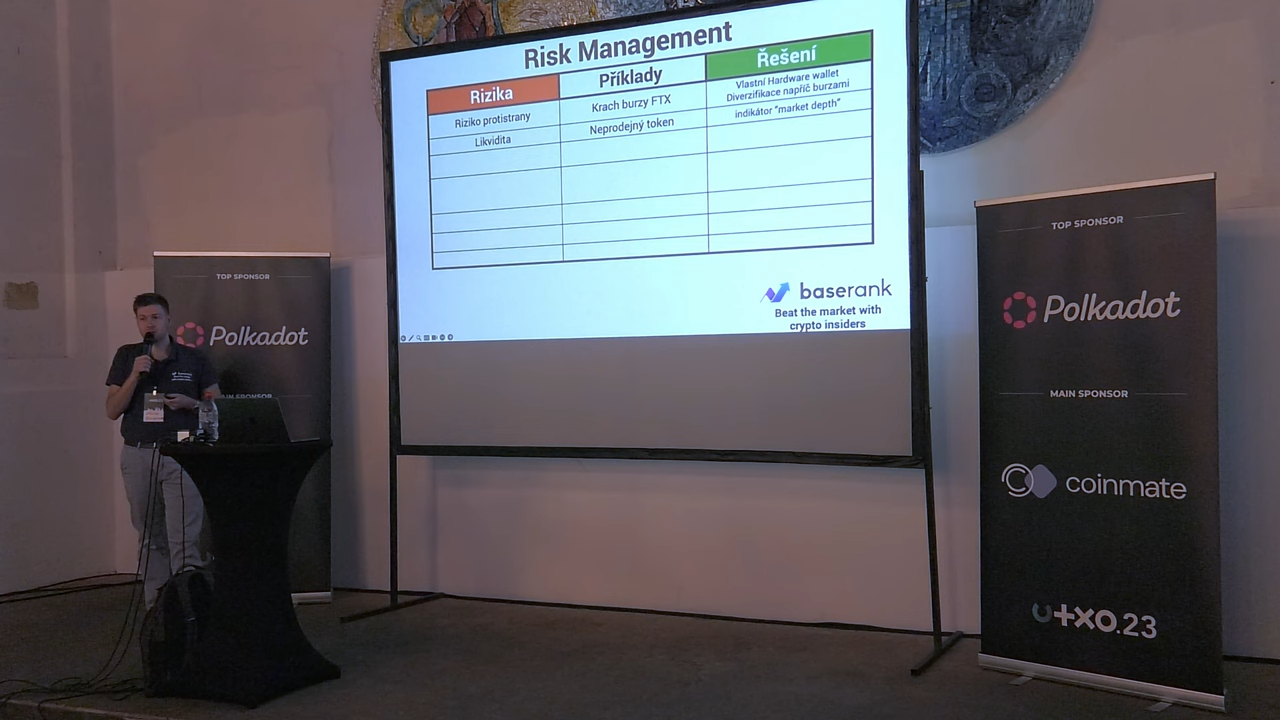 Risk Management
Rizika
Příklady
Řešení
Riziko protistrany
Krach burzy FTX
Vlastní Hardware wallet
Diverzifikace napříč burzami
Likvidita
Neprodejný token
indikátor “market depth”
baserank
Beat the market with
crypto insiders
TOP SPONSOR
Polkadot
TOP SPONSOR
Polkadot
MAIN SPONSOR
coinmate
utxo.23